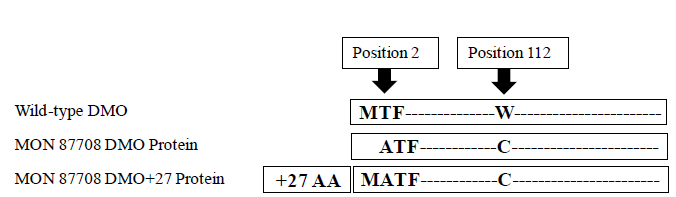 Position 2 Position 112
Wild-type DMO MTF------------W-----------------------
MON 87708 DMO Protein ATF------------C-----------------------
MON 87708 DMO+27 Protein +27 AA MATF------------C-----------------------